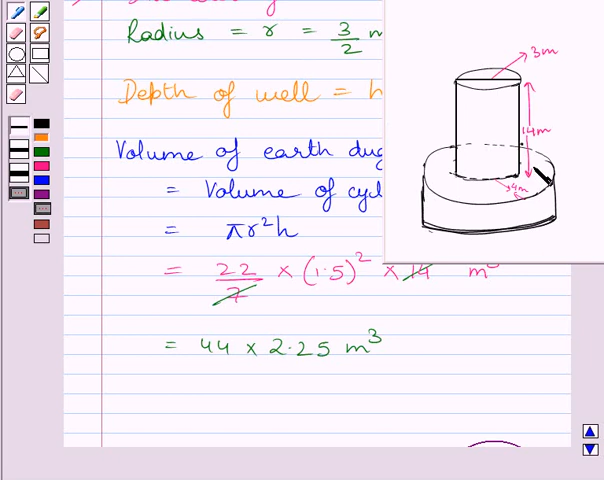 Radius = r = 3/2 m
Depth of well = h
Volume of earth dug
= Volume of cyl
= πr²h
= 22/7 × (1.5)² × 14 m³
= 44 × 2.25 m³
3m
14m
4m